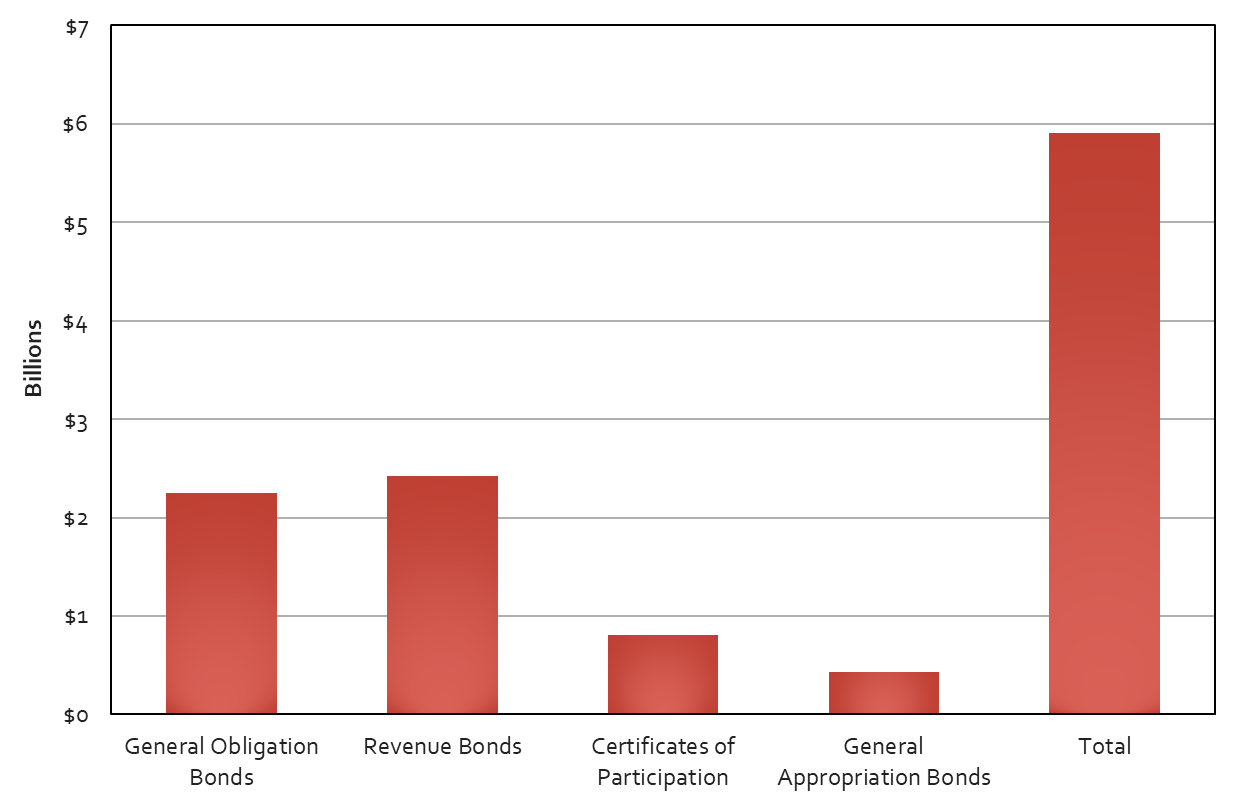 $7
$6
$5
$4
$3
$2
$1
$0
Billions
General Obligation
Bonds
Revenue Bonds
Certificates of
Participation
General
Appropriation Bonds
Total